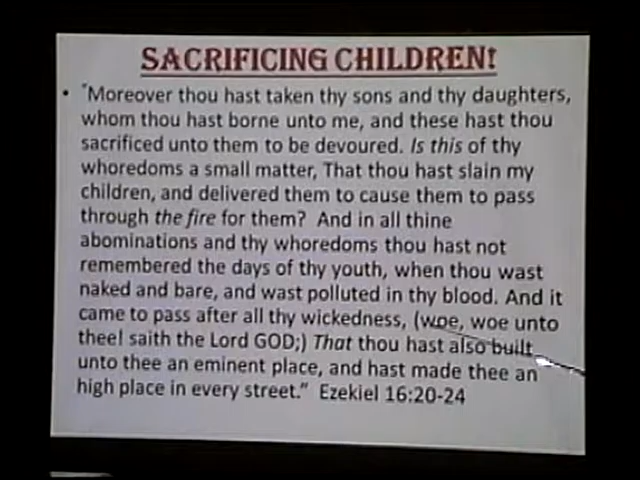 SACRIFICING CHILDREN!
• "Moreover thou hast taken thy sons and thy daughters,
whom thou hast borne unto me, and these hast thou
sacrificed unto them to be devoured. Is this of thy
whoredoms a small matter, That thou hast slain my
children, and delivered them to cause them to pass
through the fire for them? And in all thine
abominations and thy whoredoms thou hast not
remembered the days of thy youth, when thou wast
naked and bare, and wast polluted in thy blood. And it
came to pass after all thy wickedness, (woe, woe unto
thee! saith the Lord GOD;) That thou hast also built
unto thee an eminent place, and hast made thee an
high place in every street." Ezekiel 16:20-24